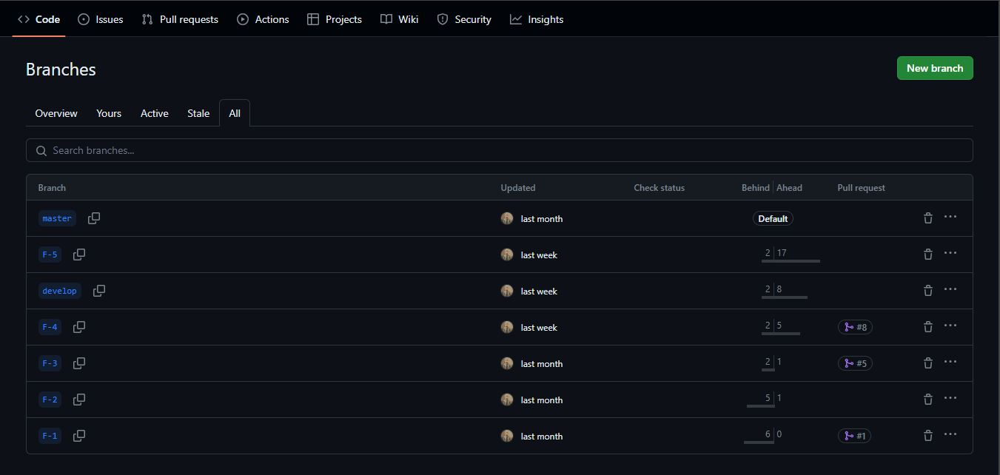 Code Issues Pull requests Actions Projects Wiki Security Insights
Branches
New branch
Overview Yours Active Stale All
Search branches...
Branch Updated Check status Behind Ahead Pull request
master last month Default
F-5 last week 2 17
develop last week 2 8
F-4 last week 2 5 #8
F-3 last month 2 1 #5
F-2 last month 5 1
F-1 last month 6 0 #1